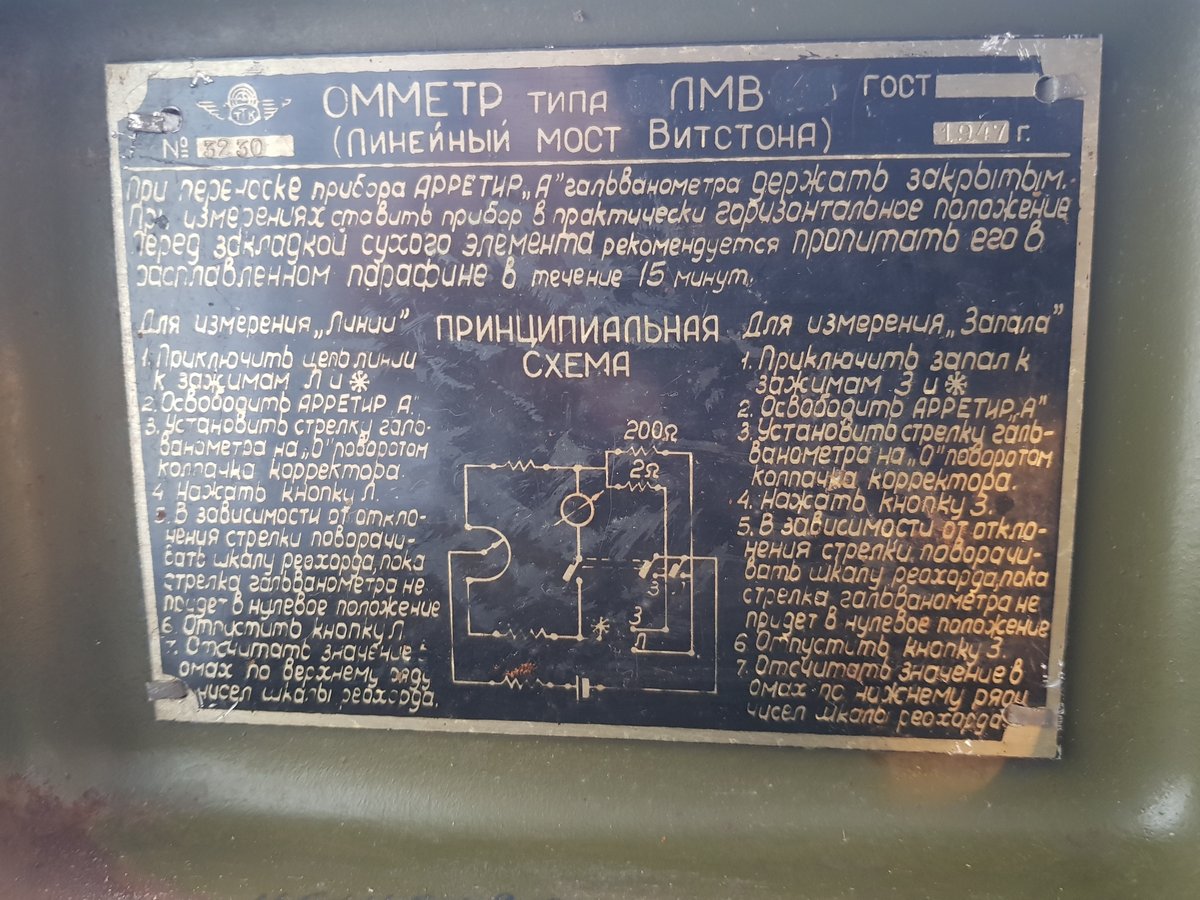 ТК
ОММЕТР ТИПА ЛМВ
ГОСТ
№ 3230
(Линейный мост Витстона)
1947 г.
При переноске прибора АРРЕТИР „А" гальванометра держать закрытым.
При измерениях ставить прибор в практически горизонтальное положение
Перед закладкой сухого элемента рекомендуется пропитать его в
расплавленном парафине в течение 15 минут.
Для измерения „Линии"
1. Приключить цепь линии
к зажимам Л и *
2. Освободить АРРЕТИР „А"
3. Установить стрелку галь-
ванометра на „0" поворотом
колпачка корректора.
4. Нажать кнопку Л.
5. В зависимости от откло-
нения стрелки поворачи-
вать шкалу реохорда, пока
стрелка гальванометра не
придет в нулевое положение
6. Отпустить кнопку Л
7. Отсчитать значение в
омах по верхнему ряду
чисел шкалы реохорда.
ПРИНЦИПИАЛЬНАЯ
СХЕМА
200Ω
2Ω
З
*
З
Л
Для измерения „Запала"
1. Приключить запал к
зажимам З и *
2. Освободить АРРЕТИР „А"
3. Установить стрелку галь-
ванометра на „0" поворотом
колпачка корректора.
4. Нажать кнопку З.
5. В зависимости от откло-
нения стрелки, поворачи-
вать шкалу реохорда, пока
стрелка гальванометра не
придет в нулевое положение
6. Отпустить кнопку З.
7. Отсчитать значение в
омах по нижнему ряду
чисел шкалы реохорда